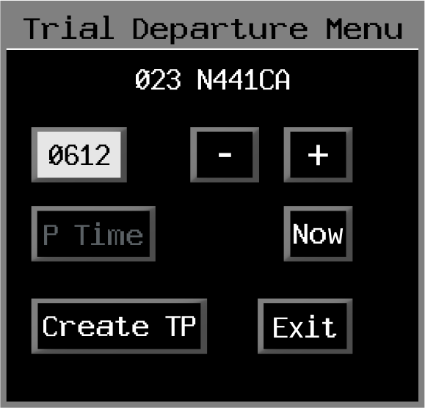 Trial Departure Menu
023 N441CA
0612 - +
P Time Now
Create TP Exit